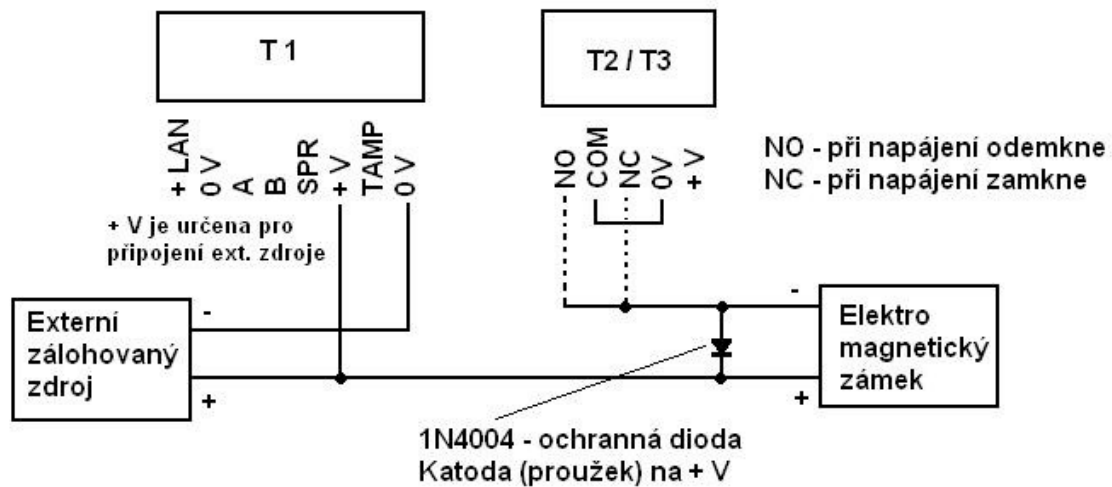 T 1
T2 / T3
+ LAN
0 V
A
B
SPR
+ V
TAMP
0 V
NO
COM
NC
0V
+ V
NO - při napájení odemkne
NC - při napájení zamkne
+ V je určena pro
připojení ext. zdroje
Externí
zálohovaný
zdroj
-
+
-
+
Elektro
magnetický
zámek
1N4004 - ochranná dioda
Katoda (proužek) na + V